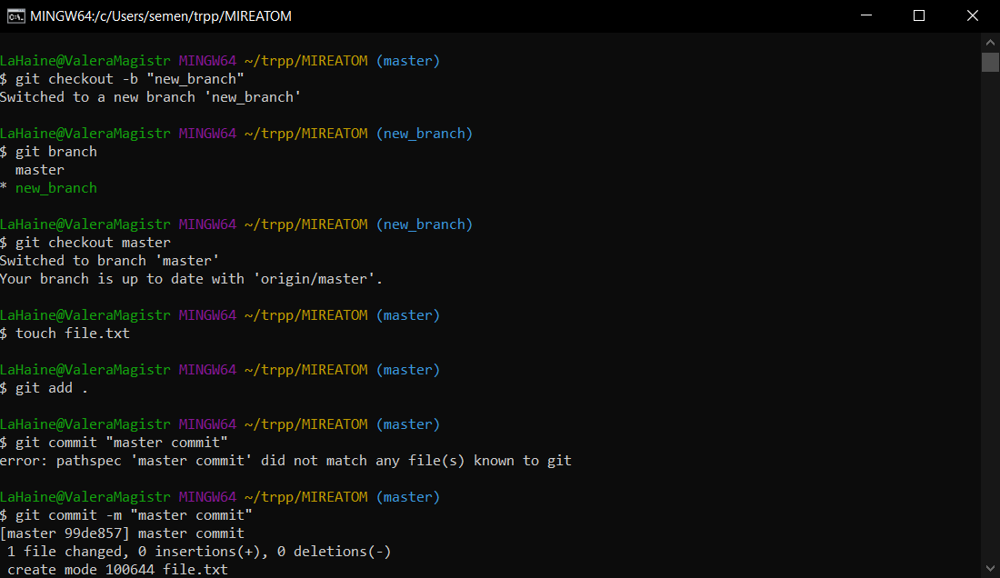 MINGW64:/c/Users/semen/trpp/MIREATOM
LaHaine@ValeraMagistr MINGW64 ~/trpp/MIREATOM (master)
$ git checkout -b "new_branch"
Switched to a new branch 'new_branch'
LaHaine@ValeraMagistr MINGW64 ~/trpp/MIREATOM (new_branch)
$ git branch
  master
* new_branch
LaHaine@ValeraMagistr MINGW64 ~/trpp/MIREATOM (new_branch)
$ git checkout master
Switched to branch 'master'
Your branch is up to date with 'origin/master'.
LaHaine@ValeraMagistr MINGW64 ~/trpp/MIREATOM (master)
$ touch file.txt
LaHaine@ValeraMagistr MINGW64 ~/trpp/MIREATOM (master)
$ git add .
LaHaine@ValeraMagistr MINGW64 ~/trpp/MIREATOM (master)
$ git commit "master commit"
error: pathspec 'master commit' did not match any file(s) known to git
LaHaine@ValeraMagistr MINGW64 ~/trpp/MIREATOM (master)
$ git commit -m "master commit"
[master 99de857] master commit
 1 file changed, 0 insertions(+), 0 deletions(-)
 create mode 100644 file.txt